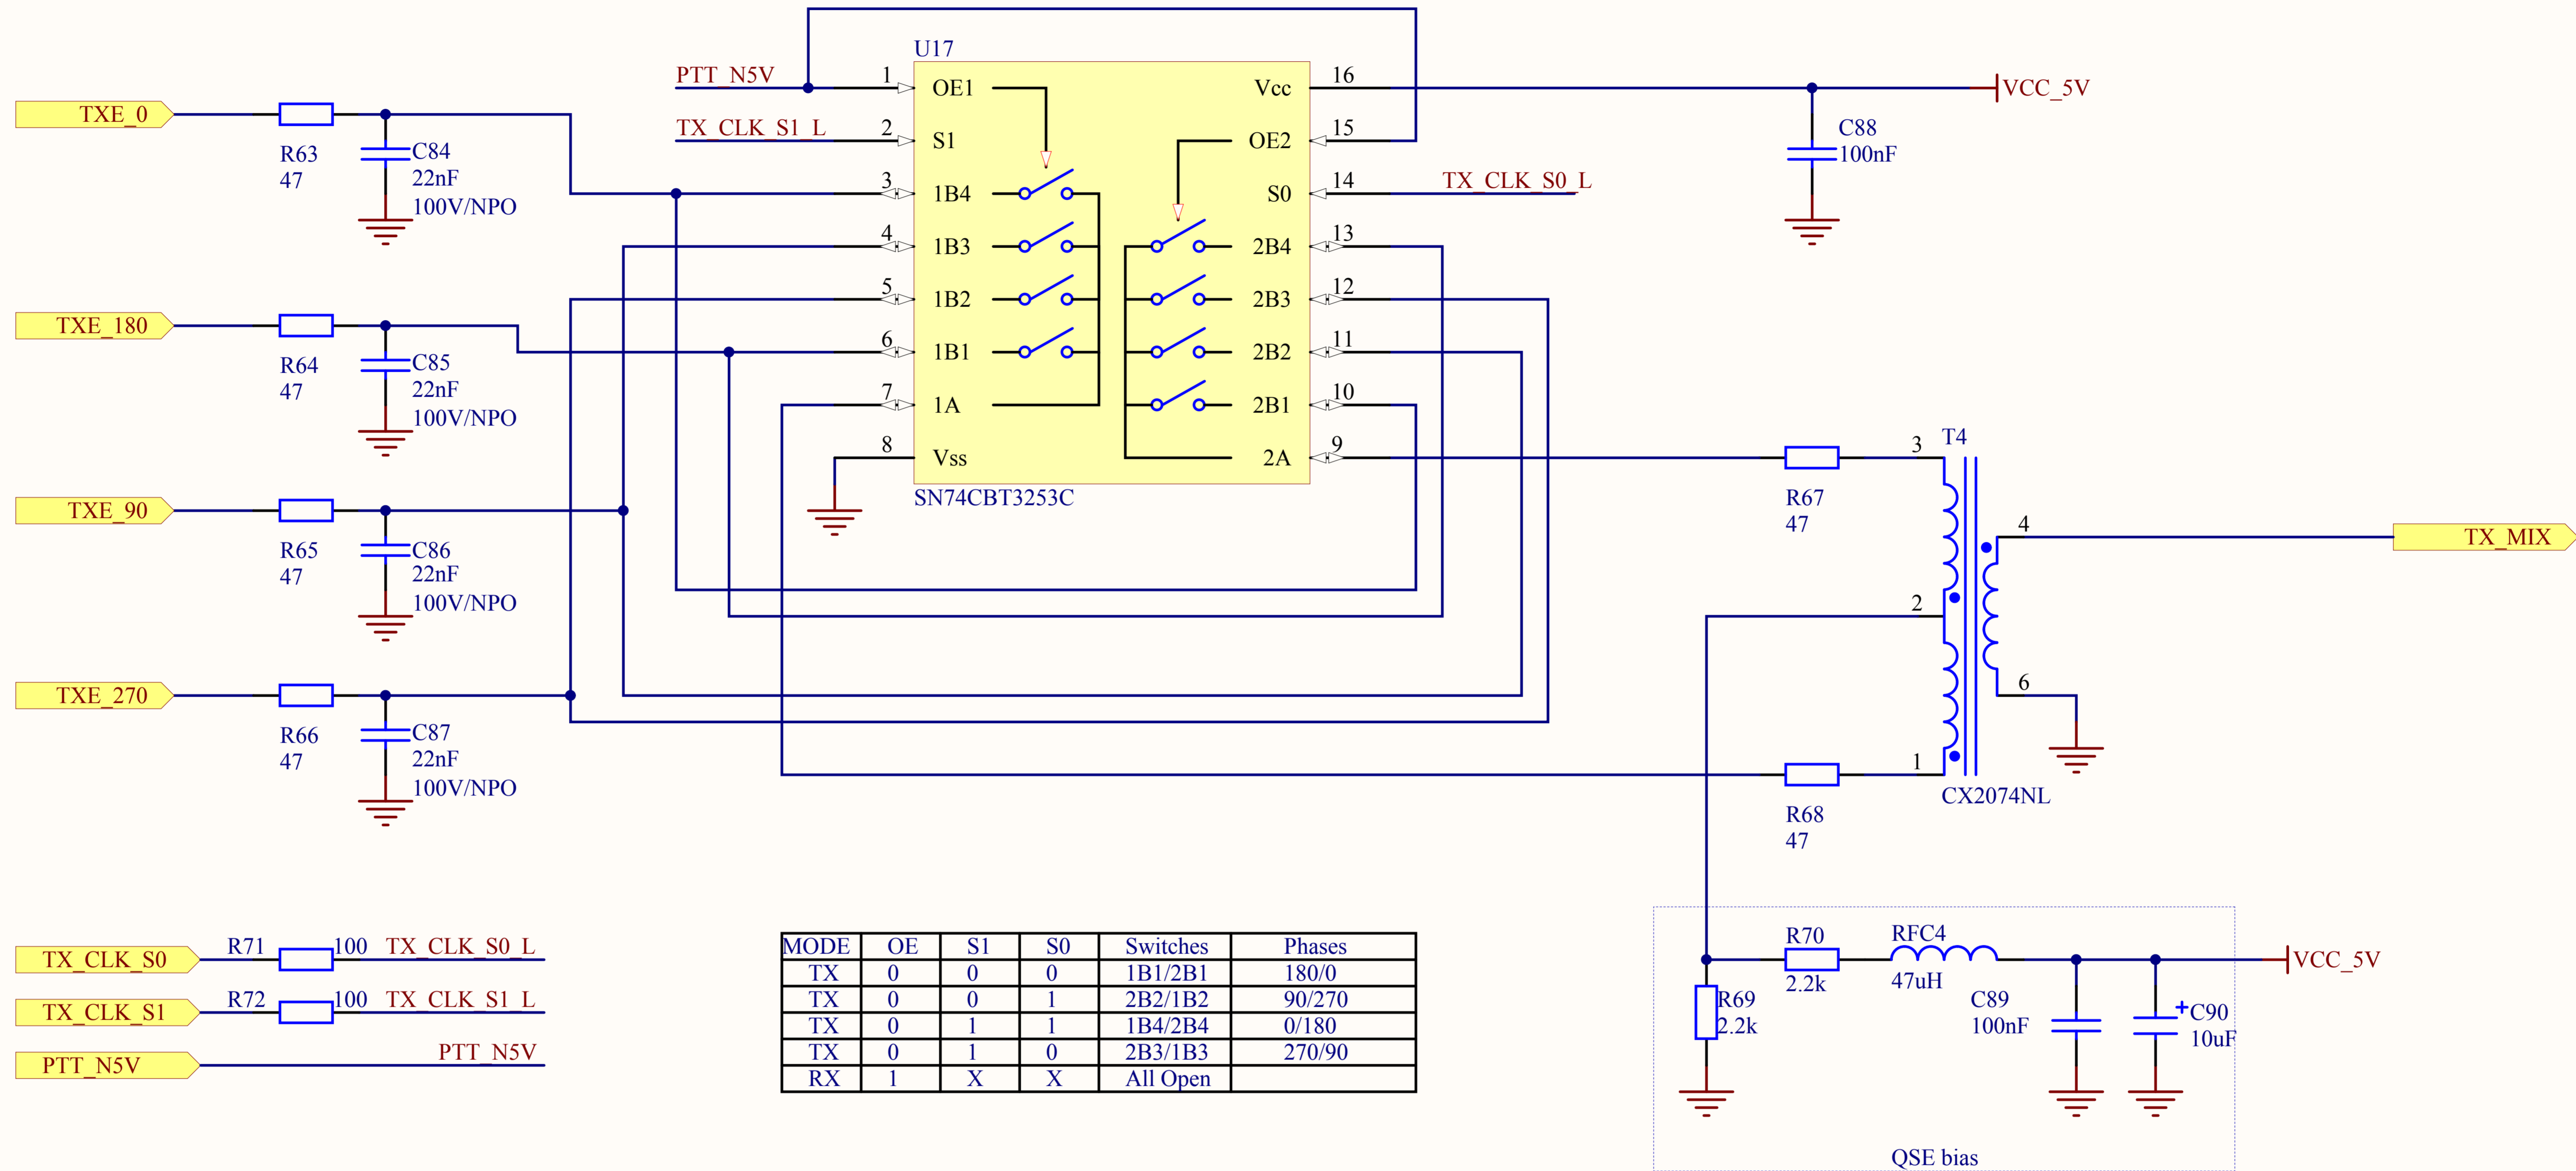 U17
PTT_N5V
1
OE1
Vcc
16
VCC_5V
TXE_0
R63
47
C84
22nF
100V/NPO
TX_CLK_S1_L
2
S1
OE2
15
C88
100nF
3
1B4
S0
14
TX_CLK_S0_L
4
1B3
2B4
13
5
1B2
2B3
12
TXE_180
R64
47
C85
22nF
100V/NPO
6
1B1
2B2
11
7
1A
2B1
10
8
Vss
2A
9
SN74CBT3253C
R67
47
3
T4
2
1
4
6
CX2074NL
TX_MIX
TXE_90
R65
47
C86
22nF
100V/NPO
TXE_270
R66
47
C87
22nF
100V/NPO
R68
47
TX_CLK_S0
R71
100
TX_CLK_S0_L
TX_CLK_S1
R72
100
TX_CLK_S1_L
PTT_N5V
PTT_N5V
MODE OE S1 S0 Switches Phases
TX 0 0 0 1B1/2B1 180/0
TX 0 0 1 2B2/1B2 90/270
TX 0 1 1 1B4/2B4 0/180
TX 0 1 0 2B3/1B3 270/90
RX 1 X X All Open
R70
2.2k
RFC4
47uH
VCC_5V
R69
2.2k
C89
100nF
+
C90
10uF
QSE bias